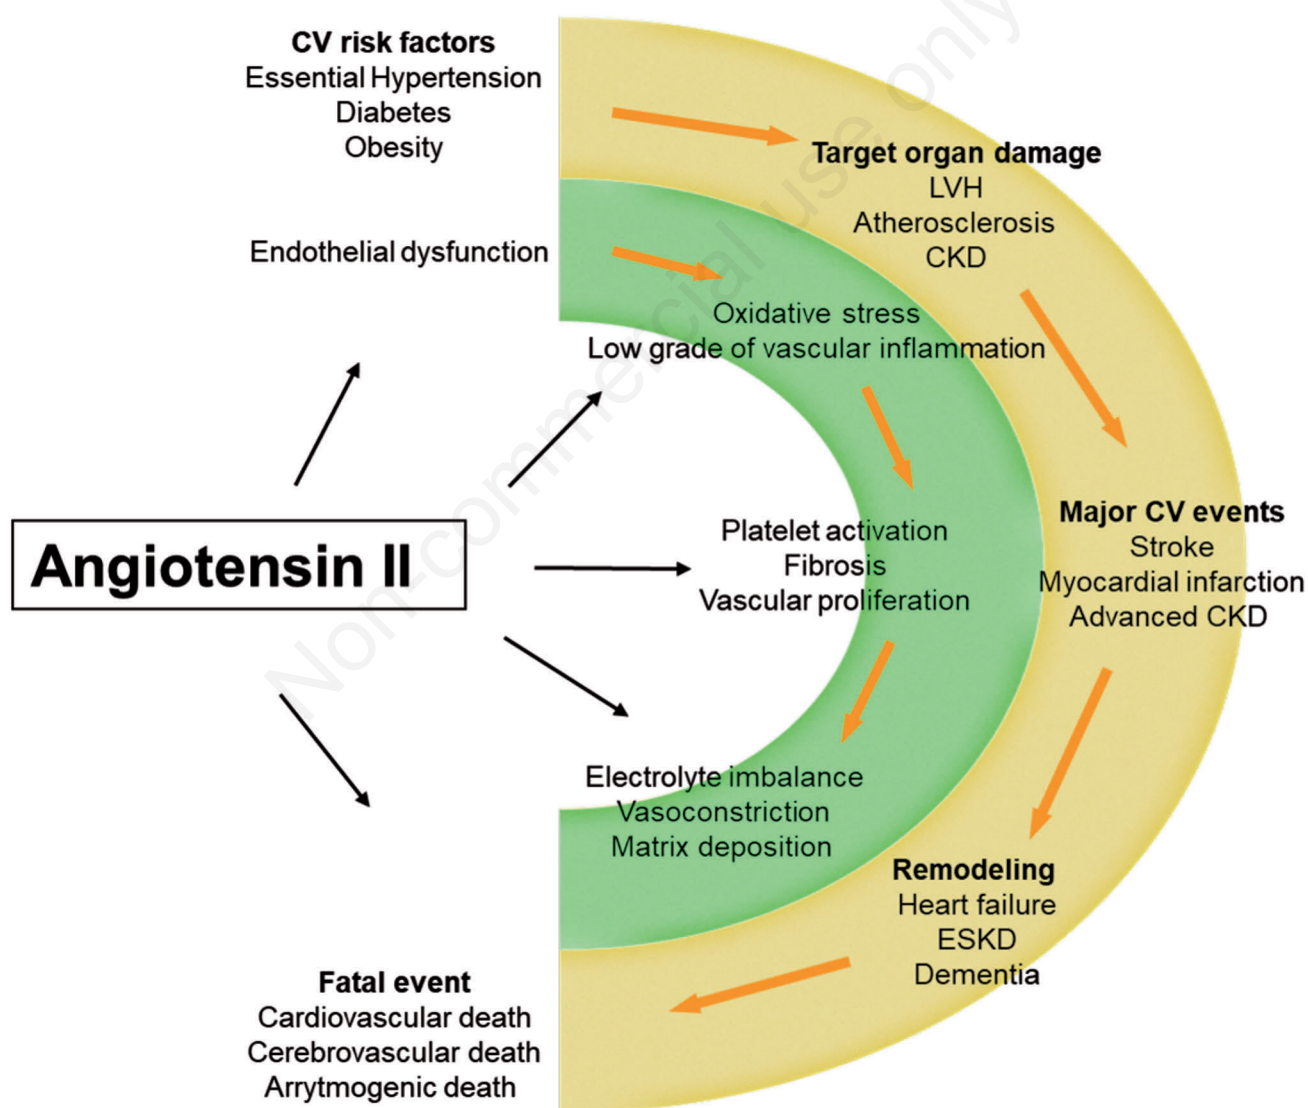 CV risk factors
Essential Hypertension
Diabetes
Obesity
Target organ damage
LVH
Atherosclerosis
CKD
Endothelial dysfunction
Oxidative stress
Low grade of vascular inflammation
Angiotensin II
Platelet activation
Fibrosis
Vascular proliferation
Major CV events
Stroke
Myocardial infarction
Advanced CKD
Electrolyte imbalance
Vasoconstriction
Matrix deposition
Remodeling
Heart failure
ESKD
Dementia
Fatal event
Cardiovascular death
Cerebrovascular death
Arrytmogenic death
Non-commercial use only